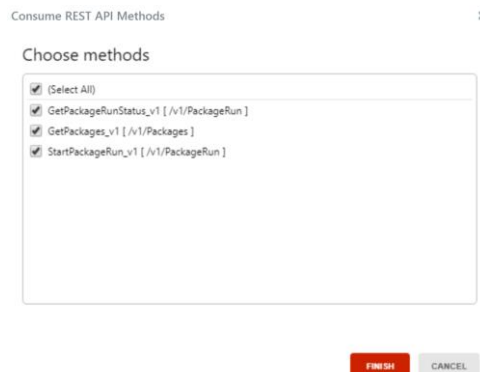 Consume REST API Methods
Choose methods
(Select All)
GetPackageRunStatus_v1 [ /v1/PackageRun ]
GetPackages_v1 [ /v1/Packages ]
StartPackageRun_v1 [ /v1/PackageRun ]
FINISH CANCEL